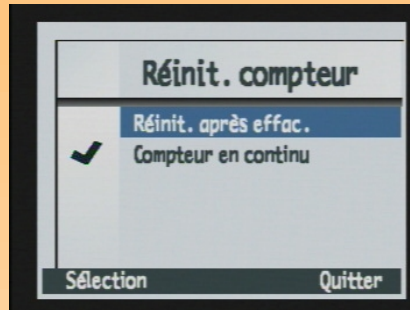 Réinit. compteur
Réinit. après effac.
Compteur en continu
Sélection Quitter